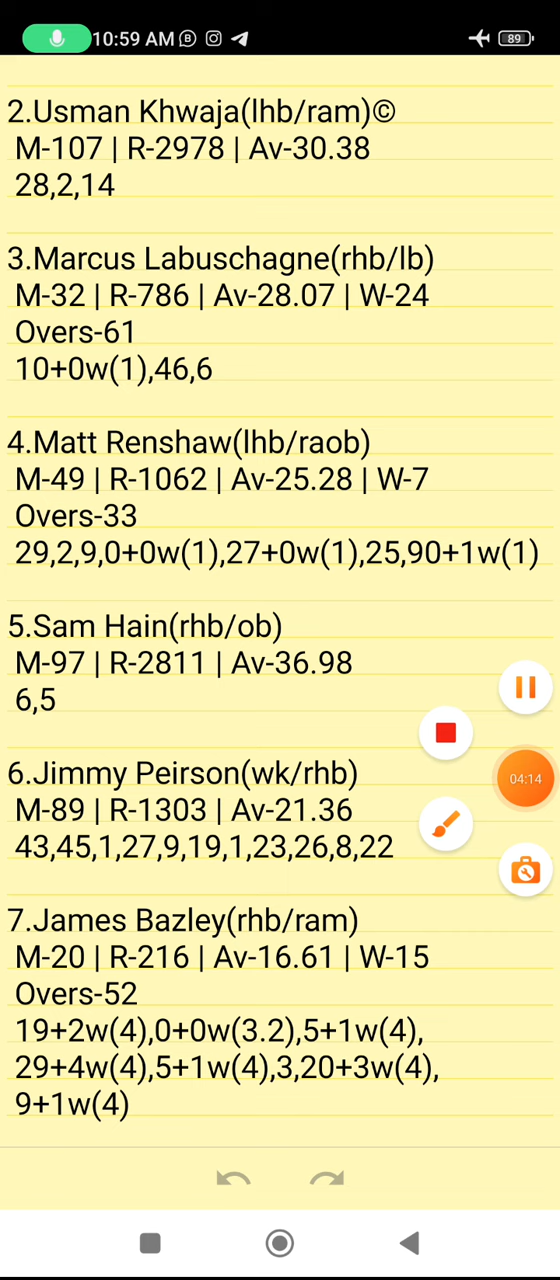 10:59 AM
89
2.Usman Khwaja(lhb/ram)©
M-107 | R-2978 | Av-30.38
28,2,14
3.Marcus Labuschagne(rhb/lb)
M-32 | R-786 | Av-28.07 | W-24
Overs-61
10+0w(1),46,6
4.Matt Renshaw(lhb/raob)
M-49 | R-1062 | Av-25.28 | W-7
Overs-33
29,2,9,0+0w(1),27+0w(1),25,90+1w(1)
5.Sam Hain(rhb/ob)
M-97 | R-2811 | Av-36.98
6,5
6.Jimmy Peirson(wk/rhb)
M-89 | R-1303 | Av-21.36
04:14
43,45,1,27,9,19,1,23,26,8,22
7.James Bazley(rhb/ram)
M-20 | R-216 | Av-16.61 | W-15
Overs-52
19+2w(4),0+0w(3.2),5+1w(4),
29+4w(4),5+1w(4),3,20+3w(4),
9+1w(4)